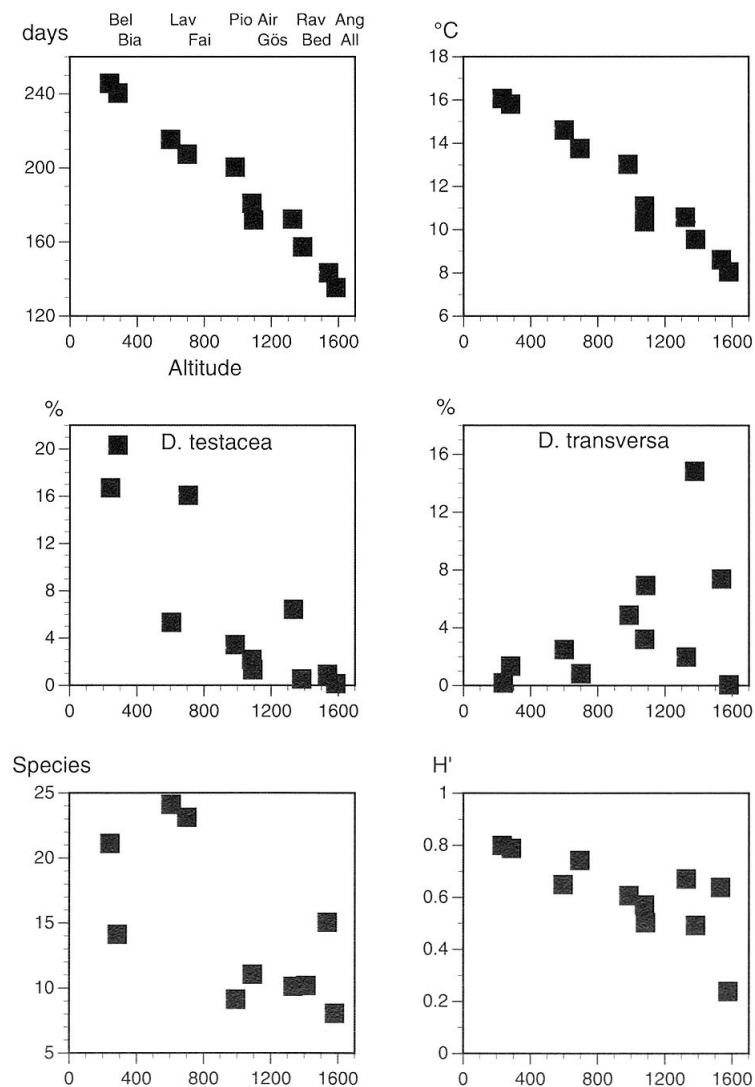 Bel Lav Pio Air Rav Ang
days Bia Fai Gös Bed All °C
240
200
160
120
0 400 800 1200 1600
Altitude
18
16
14
12
10
8
6
0 400 800 1200 1600
%
D. testacea
20
16
12
8
4
0
0 400 800 1200 1600
%
D. transversa
16
12
8
4
0
0 400 800 1200 1600
Species
25
20
15
10
5
0 400 800 1200 1600
H'
1
0.8
0.6
0.4
0.2
0
0 400 800 1200 1600